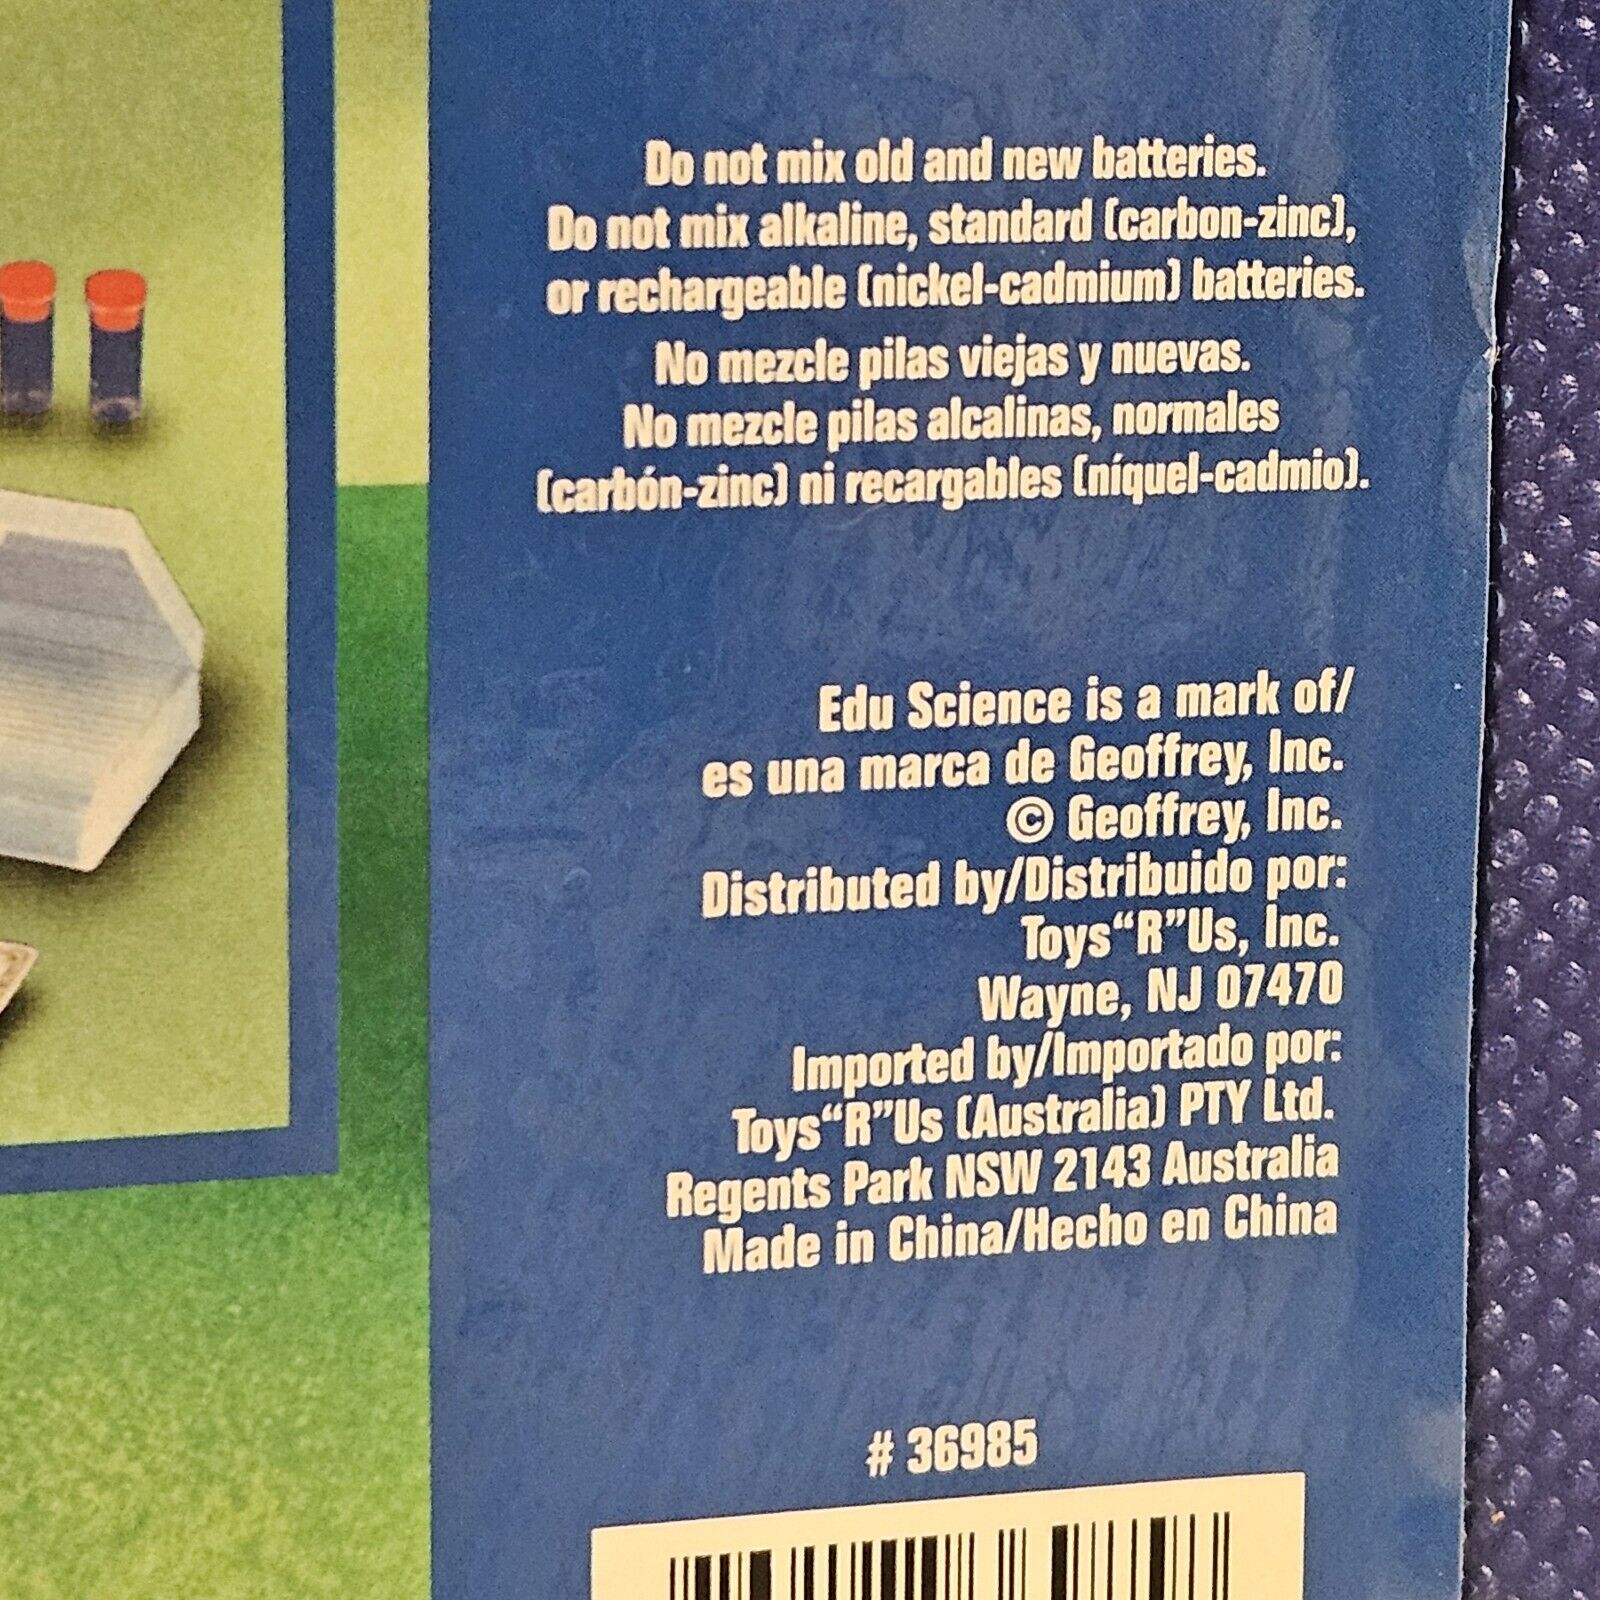 Do not mix old and new batteries.
Do not mix alkaline, standard (carbon-zinc),
or rechargeable (nickel-cadmium) batteries.
No mezcle pilas viejas y nuevas.
No mezcle pilas alcalinas, normales
(carbón-zinc) ni recargables (níquel-cadmio).
Edu Science is a mark of/
es una marca de Geoffrey, Inc.
© Geoffrey, Inc.
Distributed by/Distribuido por:
Toys“R”Us, Inc.
Wayne, NJ 07470
Imported by/Importado por:
Toys“R”Us (Australia) PTY Ltd.
Regents Park NSW 2143 Australia
Made in China/Hecho en China
# 36985